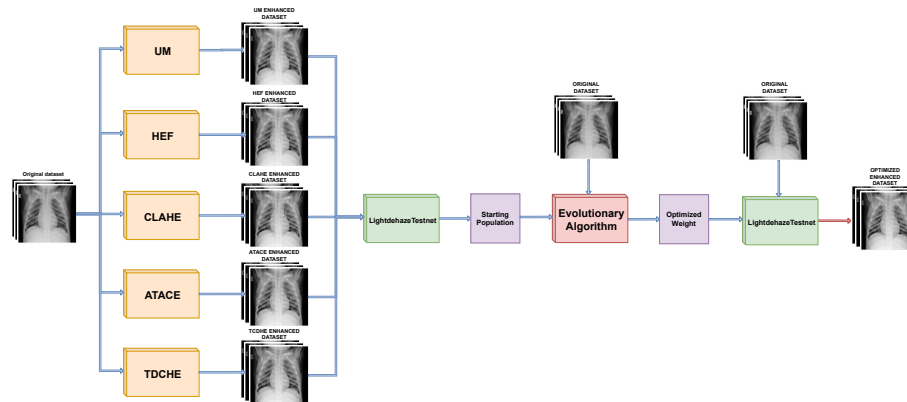 Original dataset
UM
HEF
CLAHE
ATACE
TDCHE
UM ENHANCED
DATASET
HEF ENHANCED
DATASET
CLAHE ENHANCED
DATASET
ATACE ENHANCED
DATASET
TCDHE ENHANCED
DATASET
LightdehazeTestnet
Starting
Population
ORIGINAL
DATASET
Evolutionary
Algorithm
Optimized
Weight
ORIGINAL
DATASET
LightdehazeTestnet
OPTIMIZED
ENHANCED
DATASET